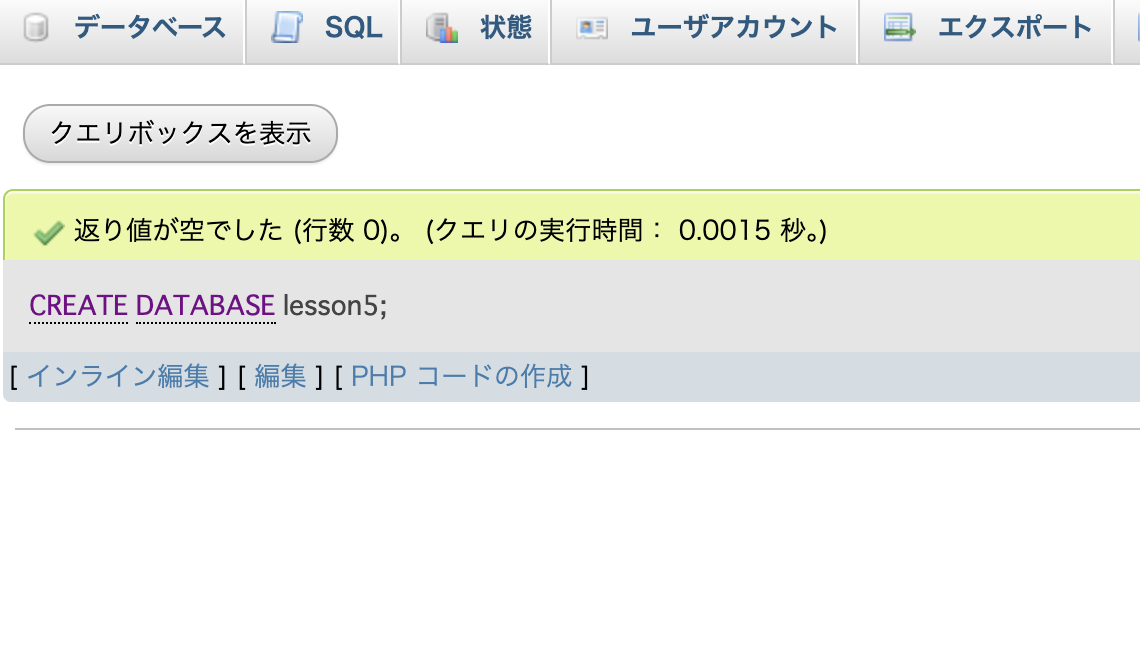 データベース SQL 状態 ユーザアカウント エクスポート
クエリボックスを表示
返り値が空でした (行数 0)。 (クエリの実行時間： 0.0015 秒。)
CREATE DATABASE lesson5;
[ インライン編集 ] [ 編集 ] [ PHP コードの作成 ]